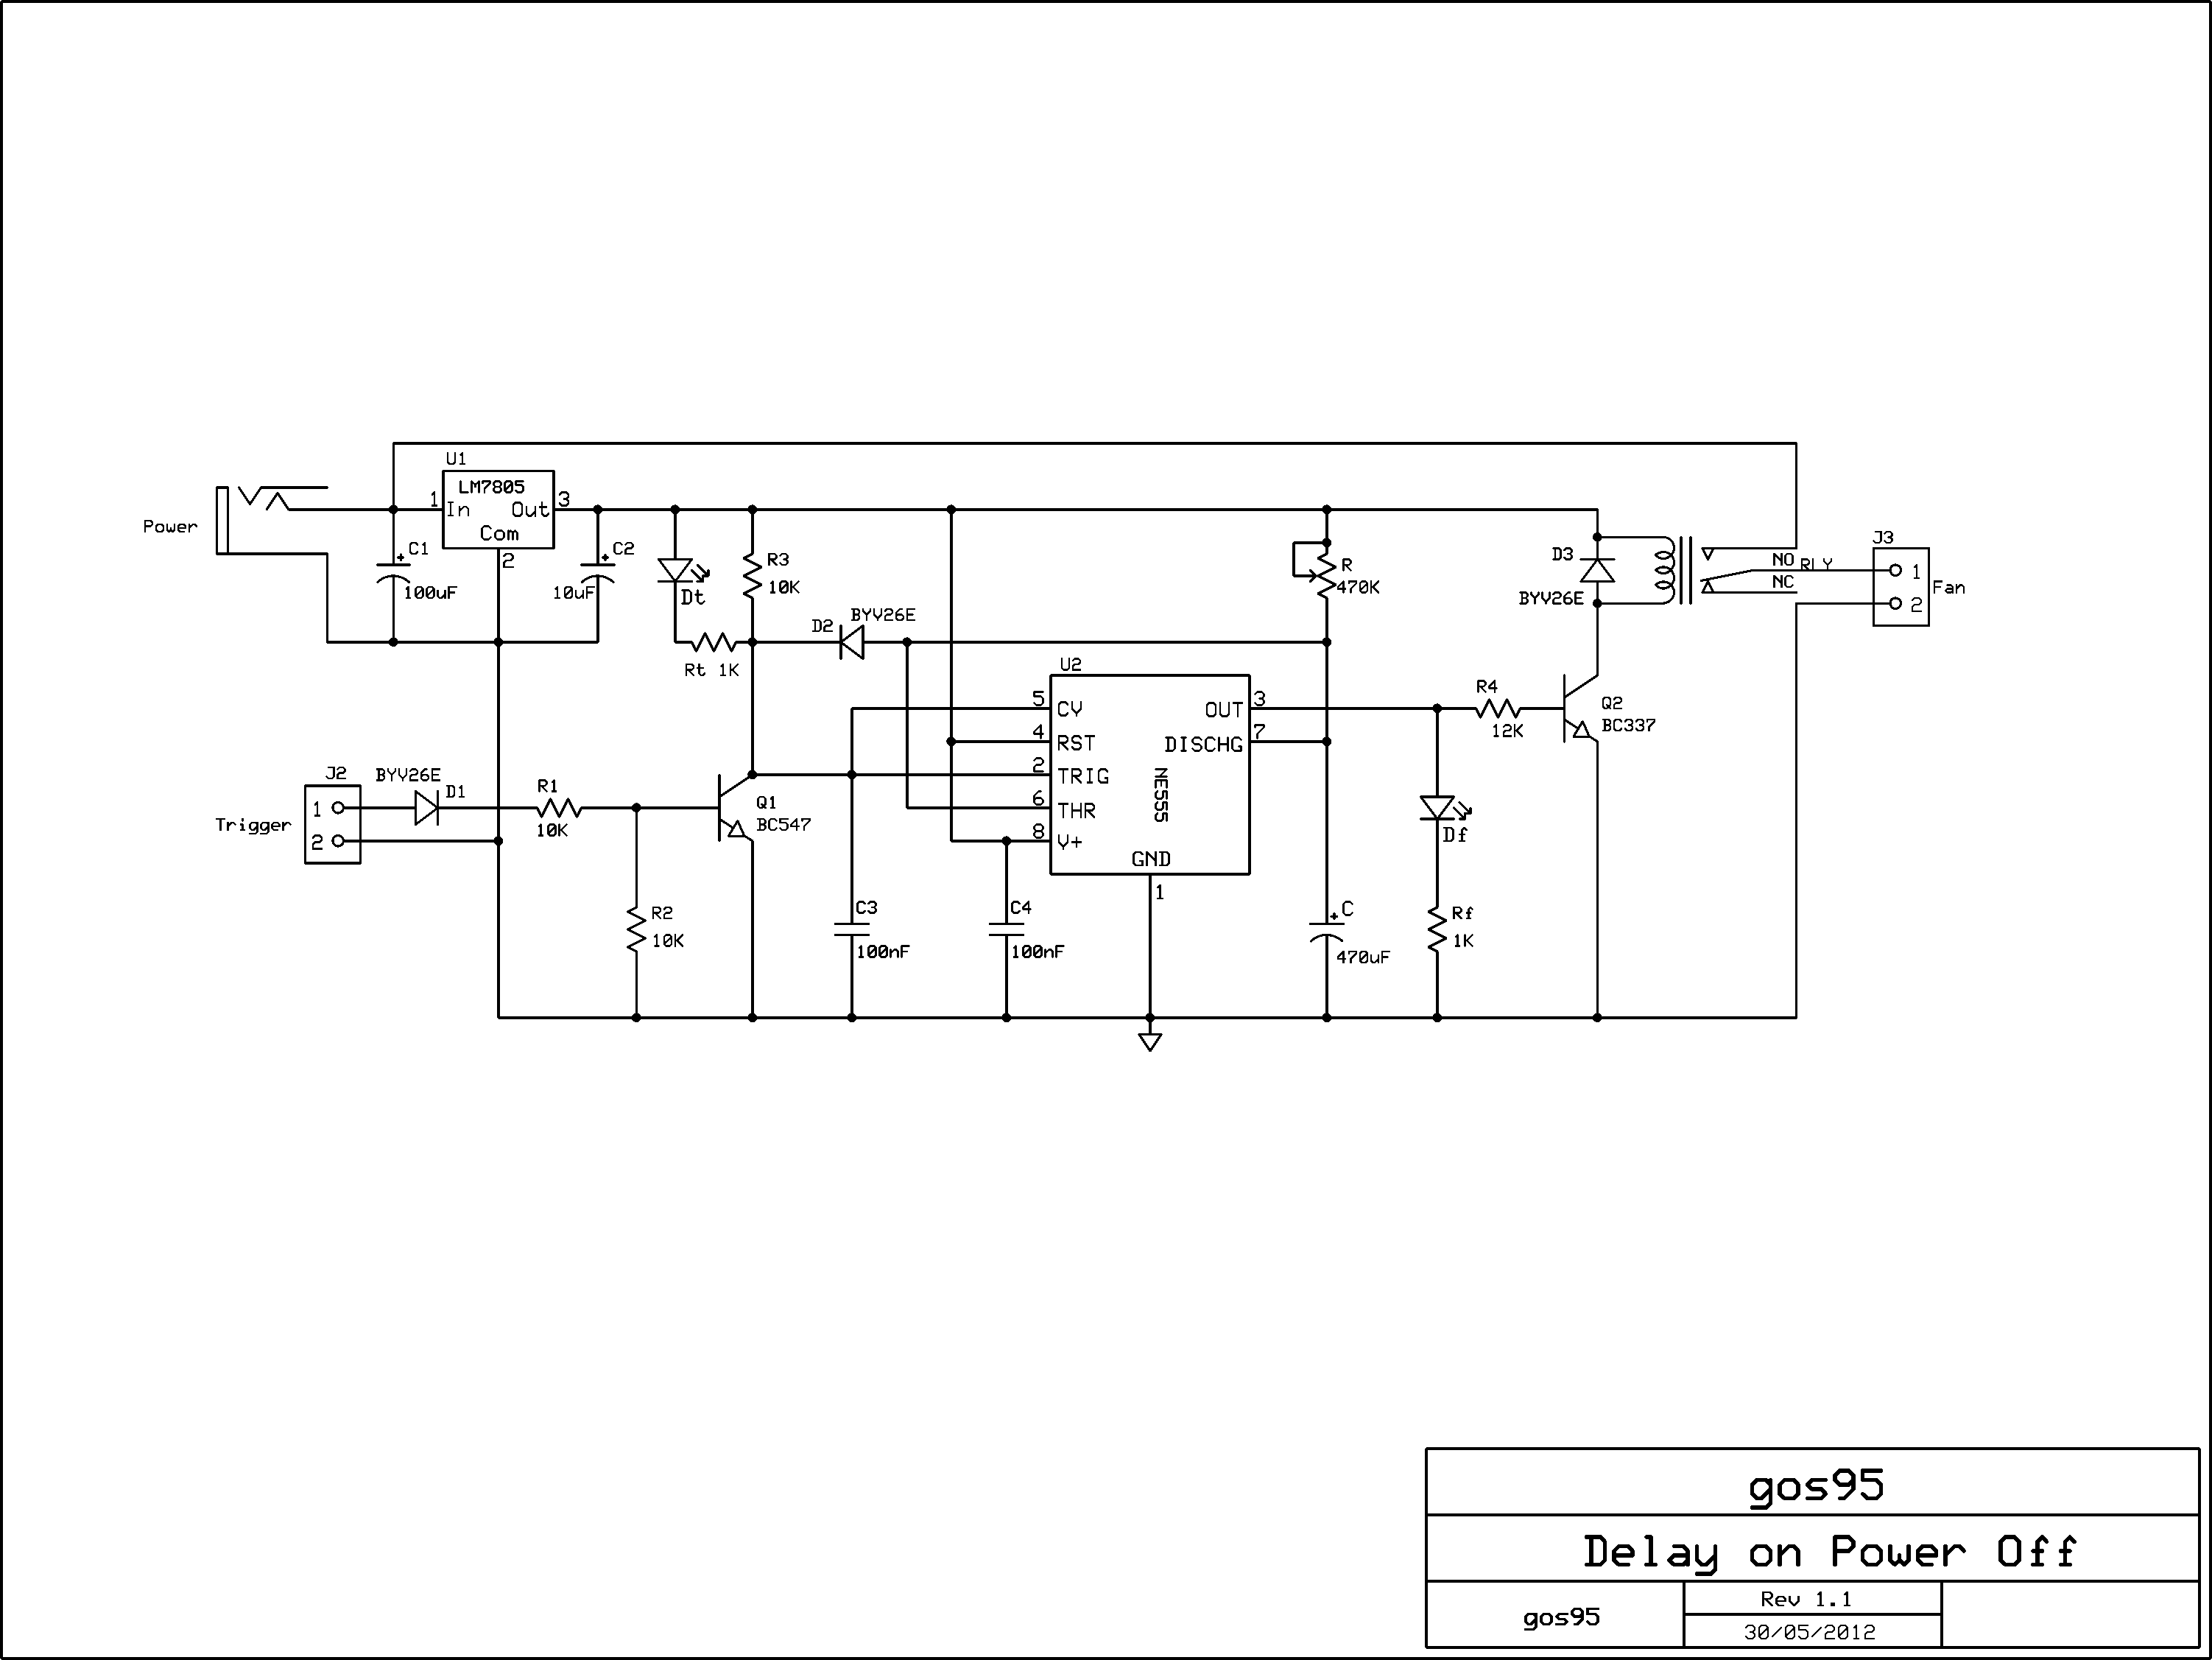 U1
LM7805
1 In Out 3
Com
2
Power
C1
100uF
C2
10uF
Dt
R3
10K
Rt 1K
D2 BYV26E
R
470K
D3
BYV26E
NO RLY
NC
J3
1
2
Fan
U2
5 CV
4 RST
2 TRIG
6 THR
8 V+
OUT 3
DISCHG 7
NE555
GND
1
R4
12K
Q2
BC337
J2
1
2
Trigger
BYV26E
D1
R1
10K
Q1
BC547
Df
R2
10K
C3
100nF
C4
100nF
C
470uF
Rf
1K
gos95
Delay on Power Off
gos95
Rev 1.1
30/05/2012